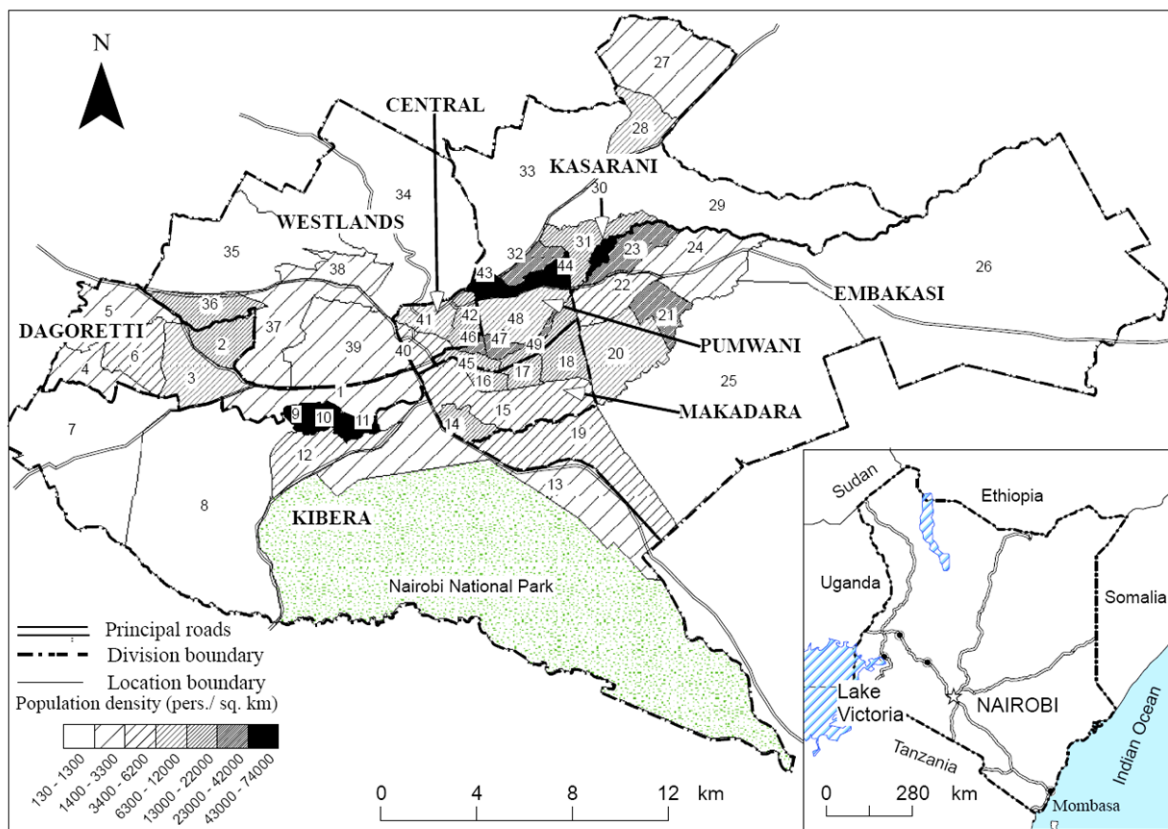 N
CENTRAL
27
28
33
KASARANI
30
29
34
WESTLANDS
35
38
32
31
23
24
26
43
44
22
EMBAKASI
5
36
DAGORETTI
37
2
6
4
3
39
41
42
48
46
47
40
49
21
PUMWANI
45
17
18
20
25
16
1
MAKADARA
15
9
10
11
14
19
7
12
13
8
KIBERA
Nairobi National Park
Principal roads
Division boundary
Location boundary
Population density (pers./ sq. km)
130 - 1300
1400 - 3300
3400 - 6200
6300 - 12000
13000 - 22000
23000 - 42000
43000 - 74000
0 4 8 12 km
Sudan
Ethiopia
Uganda
Somalia
Lake
Victoria
NAIROBI
Tanzania
Indian Ocean
Mombasa
0 280 km